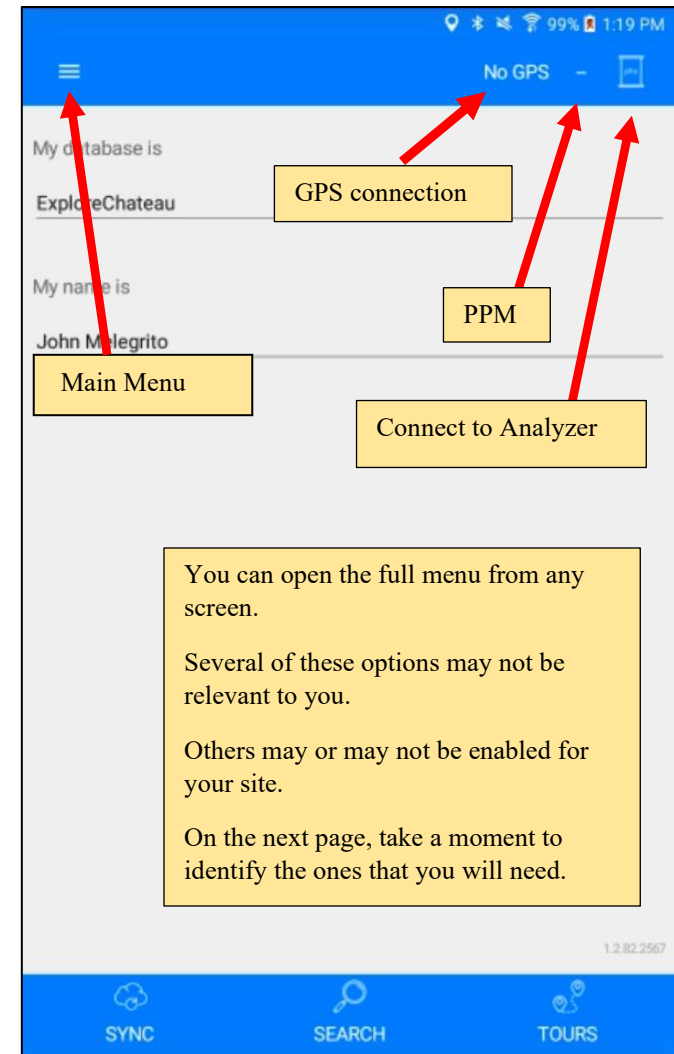 99% 1:19 PM
No GPS –
My database is
GPS connection
ExploreChateau
My name is
PPM
John Melegrito
Main Menu
Connect to Analyzer
You can open the full menu from any
screen.
Several of these options may not be
relevant to you.
Others may or may not be enabled for
your site.
On the next page, take a moment to
identify the ones that you will need.
1.2.82.2567
SYNC SEARCH TOURS